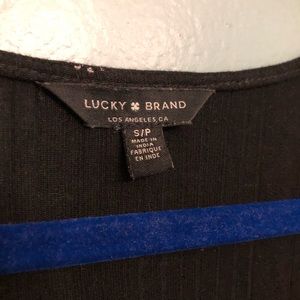 LUCKY BRAND
LOS ANGELES, CA
S/P
MADE IN
INDIA
FABRIQUÉ
EN INDE